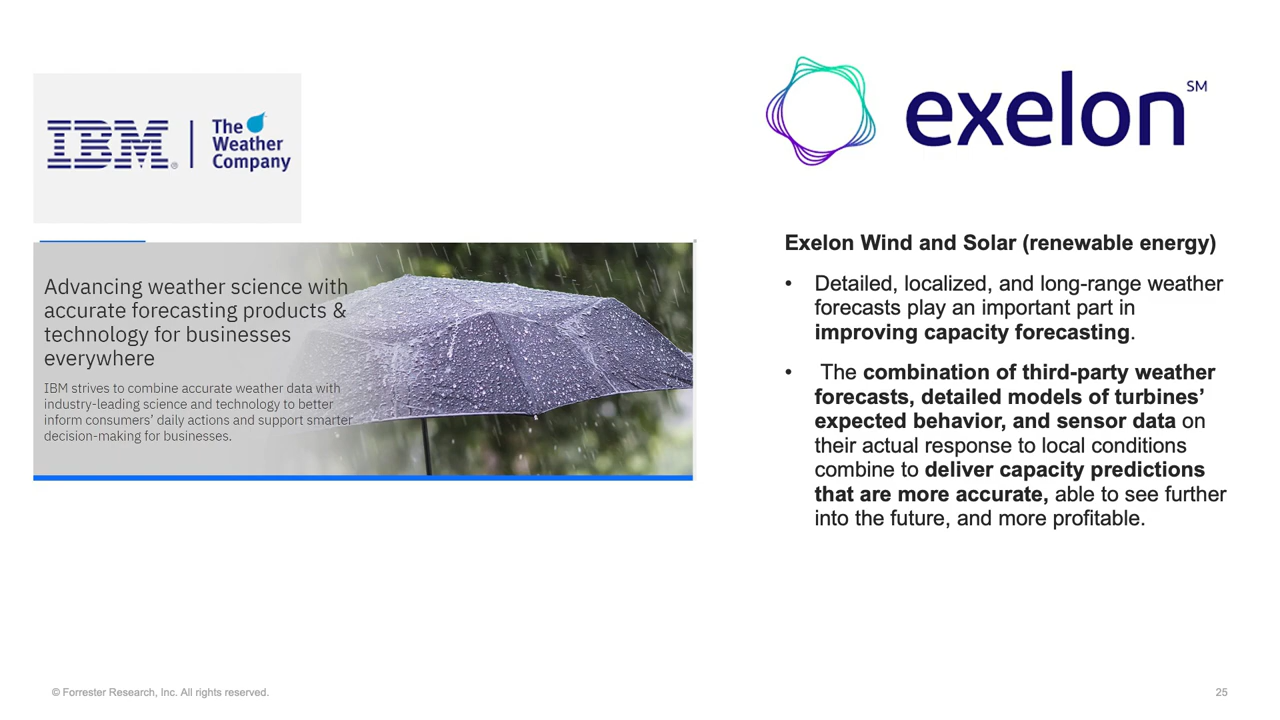 IBM® | The
Weather
Company
Advancing weather science with
accurate forecasting products &
technology for businesses
everywhere
IBM strives to combine accurate weather data with
industry-leading science and technology to better
inform consumers’ daily actions and support smarter
decision-making for businesses.
exelon℠
Exelon Wind and Solar (renewable energy)
• Detailed, localized, and long-range weather
forecasts play an important part in
improving capacity forecasting.
• The combination of third-party weather
forecasts, detailed models of turbines’
expected behavior, and sensor data on
their actual response to local conditions
combine to deliver capacity predictions
that are more accurate, able to see further
into the future, and more profitable.
© Forrester Research, Inc. All rights reserved.
25